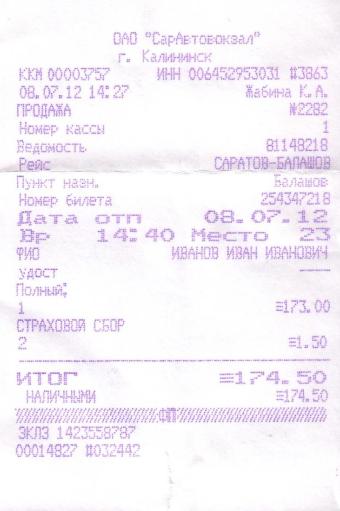 ОАО "СарАвтовокзал"
г. Калининск
ККМ 00003757 ИНН 006452953031 #3863
08.07.12 14:27 Жабина К.А.
ПРОДАЖА №2282
Номер кассы 1
Ведомость 81148218
Рейс САРАТОВ-БАЛАШОВ
Пункт назн. Балашов
Номер билета 254347218
Дата отп 08.07.12
Вр 14:40 Место 23
ФИО ИВАНОВ ИВАН ИВАНОВИЧ
удост -----
Полный;
1 =173.00
СТРАХОВОЙ СБОР
2 =1.50
ИТОГ =174.50
НАЛИЧНЫМИ =174.50
ФП
ЭКЛЗ 1423558787
00014827 #032442